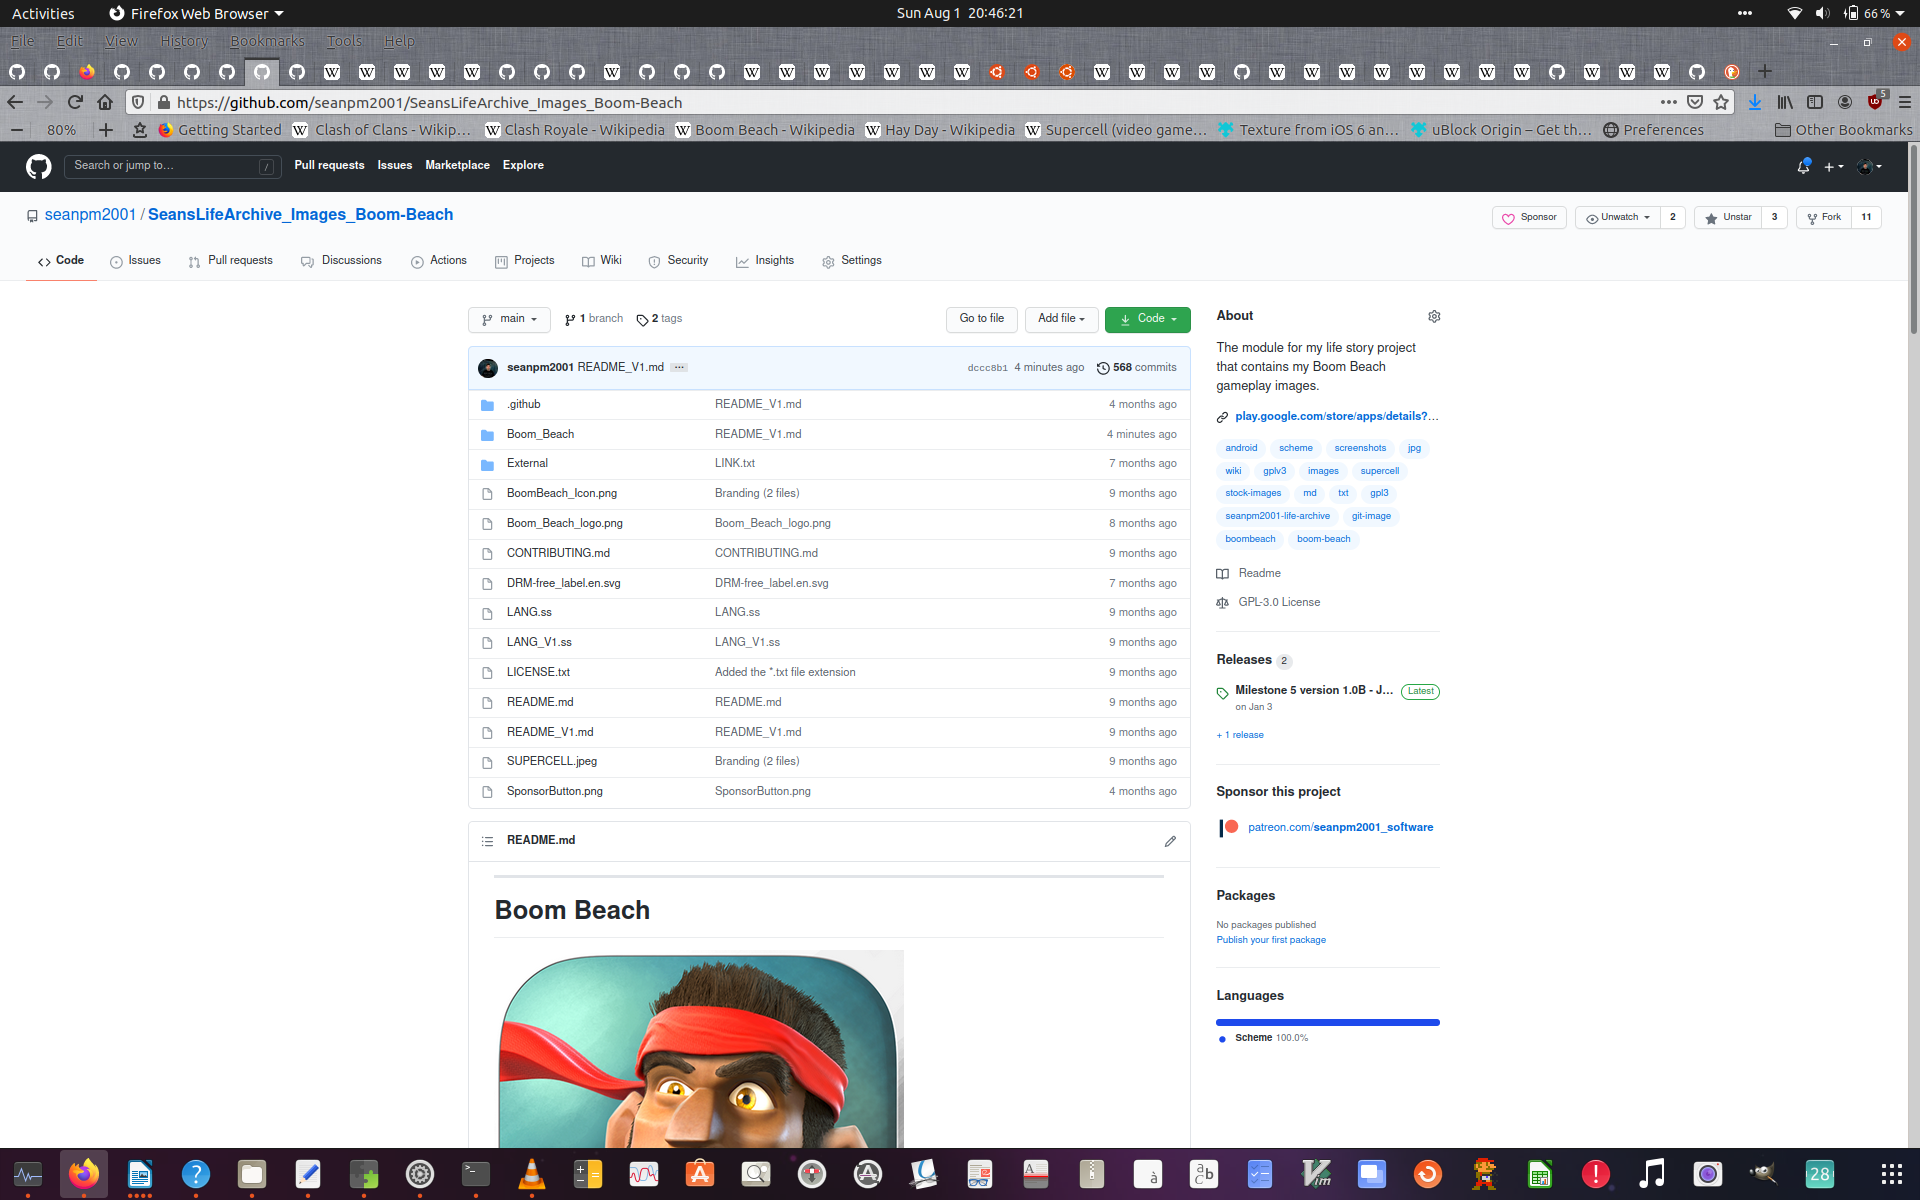 Activities Firefox Web Browser Sun Aug 1 20:46:21 66 %
File Edit View History Bookmarks Tools Help
https://github.com/seanpm2001/SeansLifeArchive_Images_Boom-Beach 5
80% Getting Started Clash of Clans - Wikip… Clash Royale - Wikipedia Boom Beach - Wikipedia Hay Day - Wikipedia Supercell (video game… Texture from iOS 6 an… uBlock Origin – Get th… Preferences Other Bookmarks
Search or jump to… / Pull requests Issues Marketplace Explore
seanpm2001 / SeansLifeArchive_Images_Boom-Beach Sponsor Unwatch 2 Unstar 3 Fork 11
Code Issues Pull requests Discussions Actions Projects Wiki Security Insights Settings
main 1 branch 2 tags Go to file Add file Code
seanpm2001 README_V1.md ... dccc8b1 4 minutes ago 568 commits
.github README_V1.md 4 months ago
Boom_Beach README_V1.md 4 minutes ago
External LINK.txt 7 months ago
BoomBeach_Icon.png Branding (2 files) 9 months ago
Boom_Beach_logo.png Boom_Beach_logo.png 8 months ago
CONTRIBUTING.md CONTRIBUTING.md 9 months ago
DRM-free_label.en.svg DRM-free_label.en.svg 7 months ago
LANG.ss LANG.ss 9 months ago
LANG_V1.ss LANG_V1.ss 9 months ago
LICENSE.txt Added the *.txt file extension 9 months ago
README.md README.md 9 months ago
README_V1.md README_V1.md 9 months ago
SUPERCELL.jpeg Branding (2 files) 9 months ago
SponsorButton.png SponsorButton.png 4 months ago
README.md
Boom Beach
About
The module for my life story project
that contains my Boom Beach
gameplay images.
play.google.com/store/apps/details?…
android scheme screenshots jpg
wiki gplv3 images supercell
stock-images md txt gpl3
seanpm2001-life-archive git-image
boombeach boom-beach
Readme
GPL-3.0 License
Releases 2
Milestone 5 version 1.0B - J… Latest
on Jan 3
+ 1 release
Sponsor this project
patreon.com/seanpm2001_software
Packages
No packages published
Publish your first package
Languages
Scheme 100.0%
28